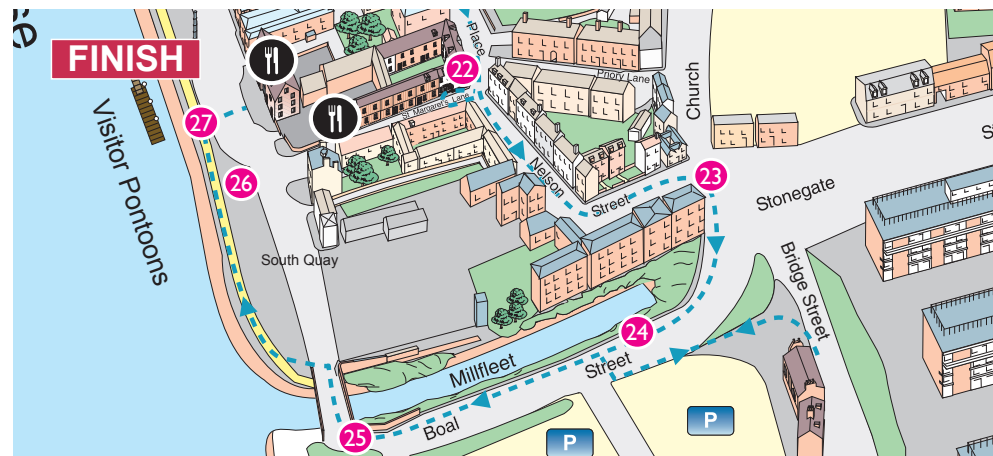 FINISH
Place
22
Priory Lane
Church
St Margaret's Lane
27
Visitor Pontoons
26
Nelson
Street
23
Stonegate
South Quay
Bridge Street
24
Millfleet
Street
25
Boal
P
P